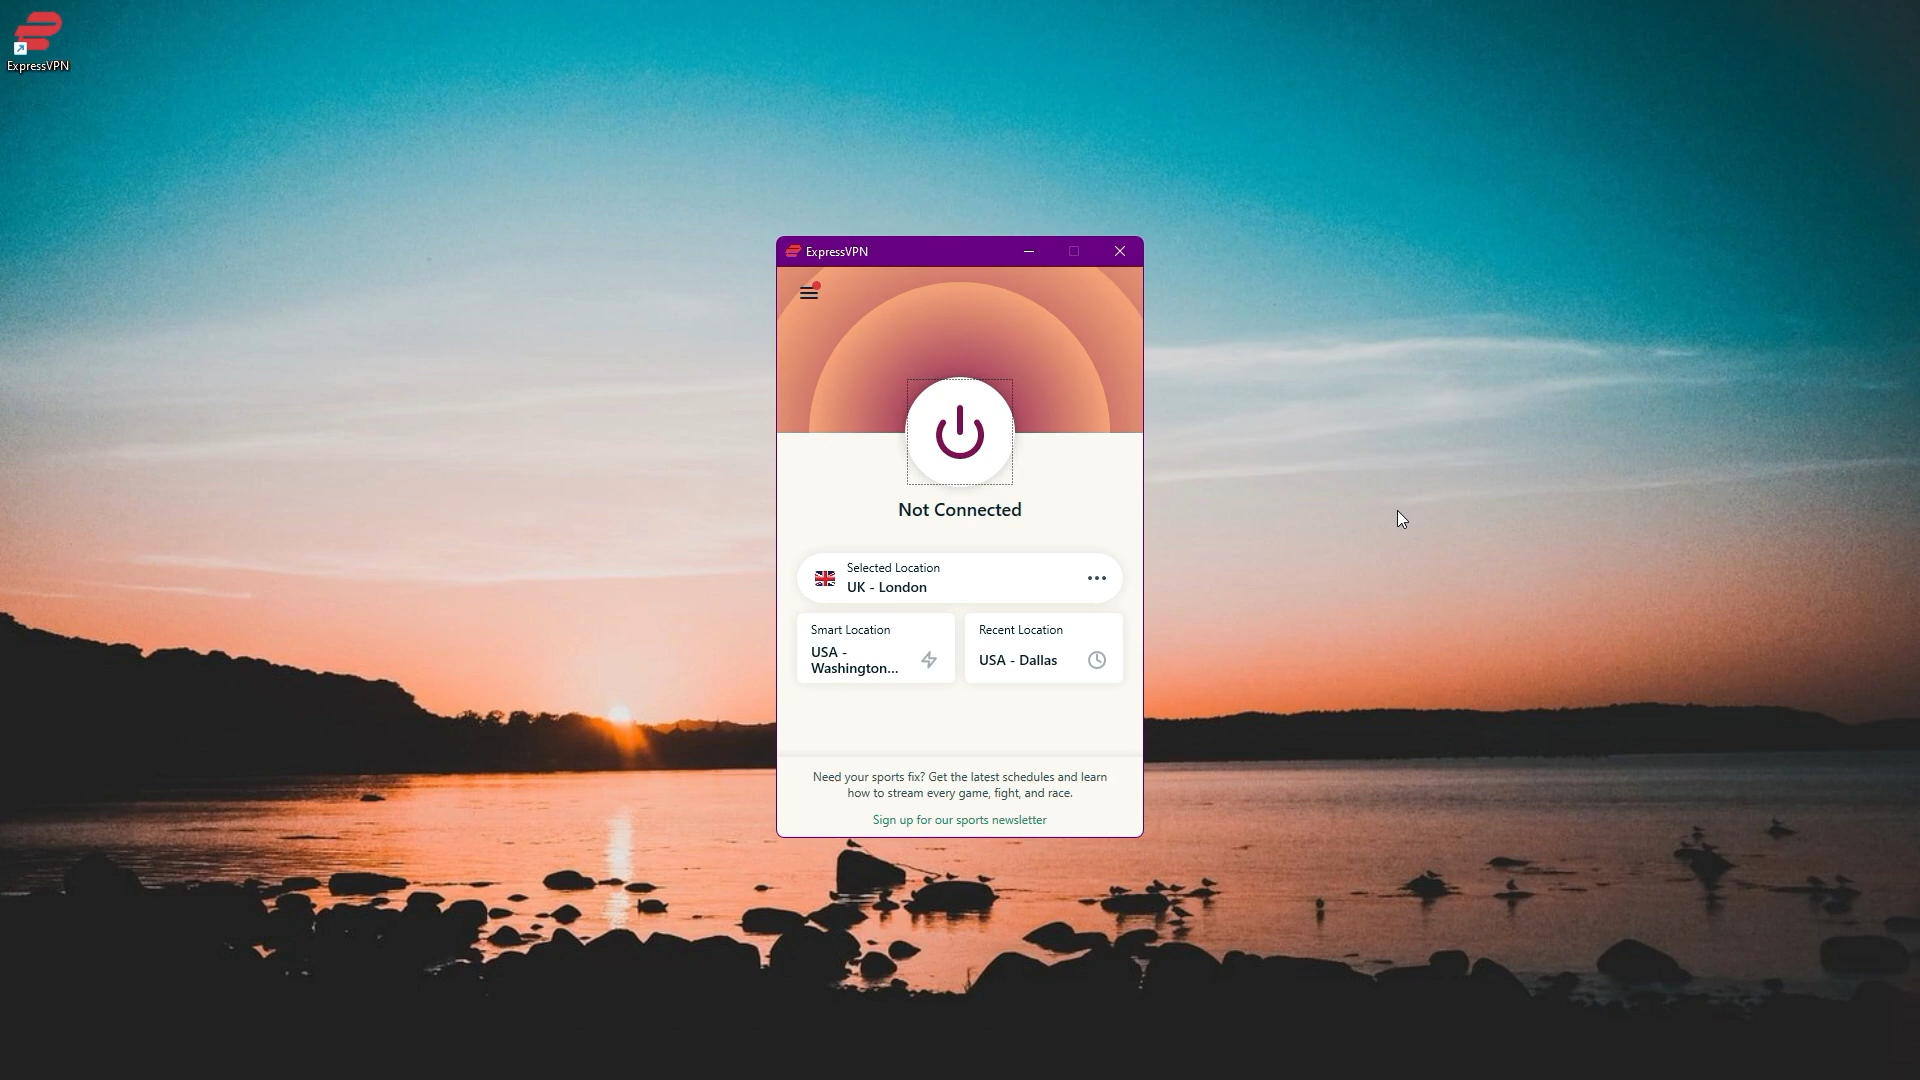 ExpressVPN
ExpressVPN
Not Connected
Selected Location
UK - London
Smart Location
USA -
Washington...
Recent Location
USA - Dallas
Need your sports fix? Get the latest schedules and learn
how to stream every game, fight, and race.
Sign up for our sports newsletter